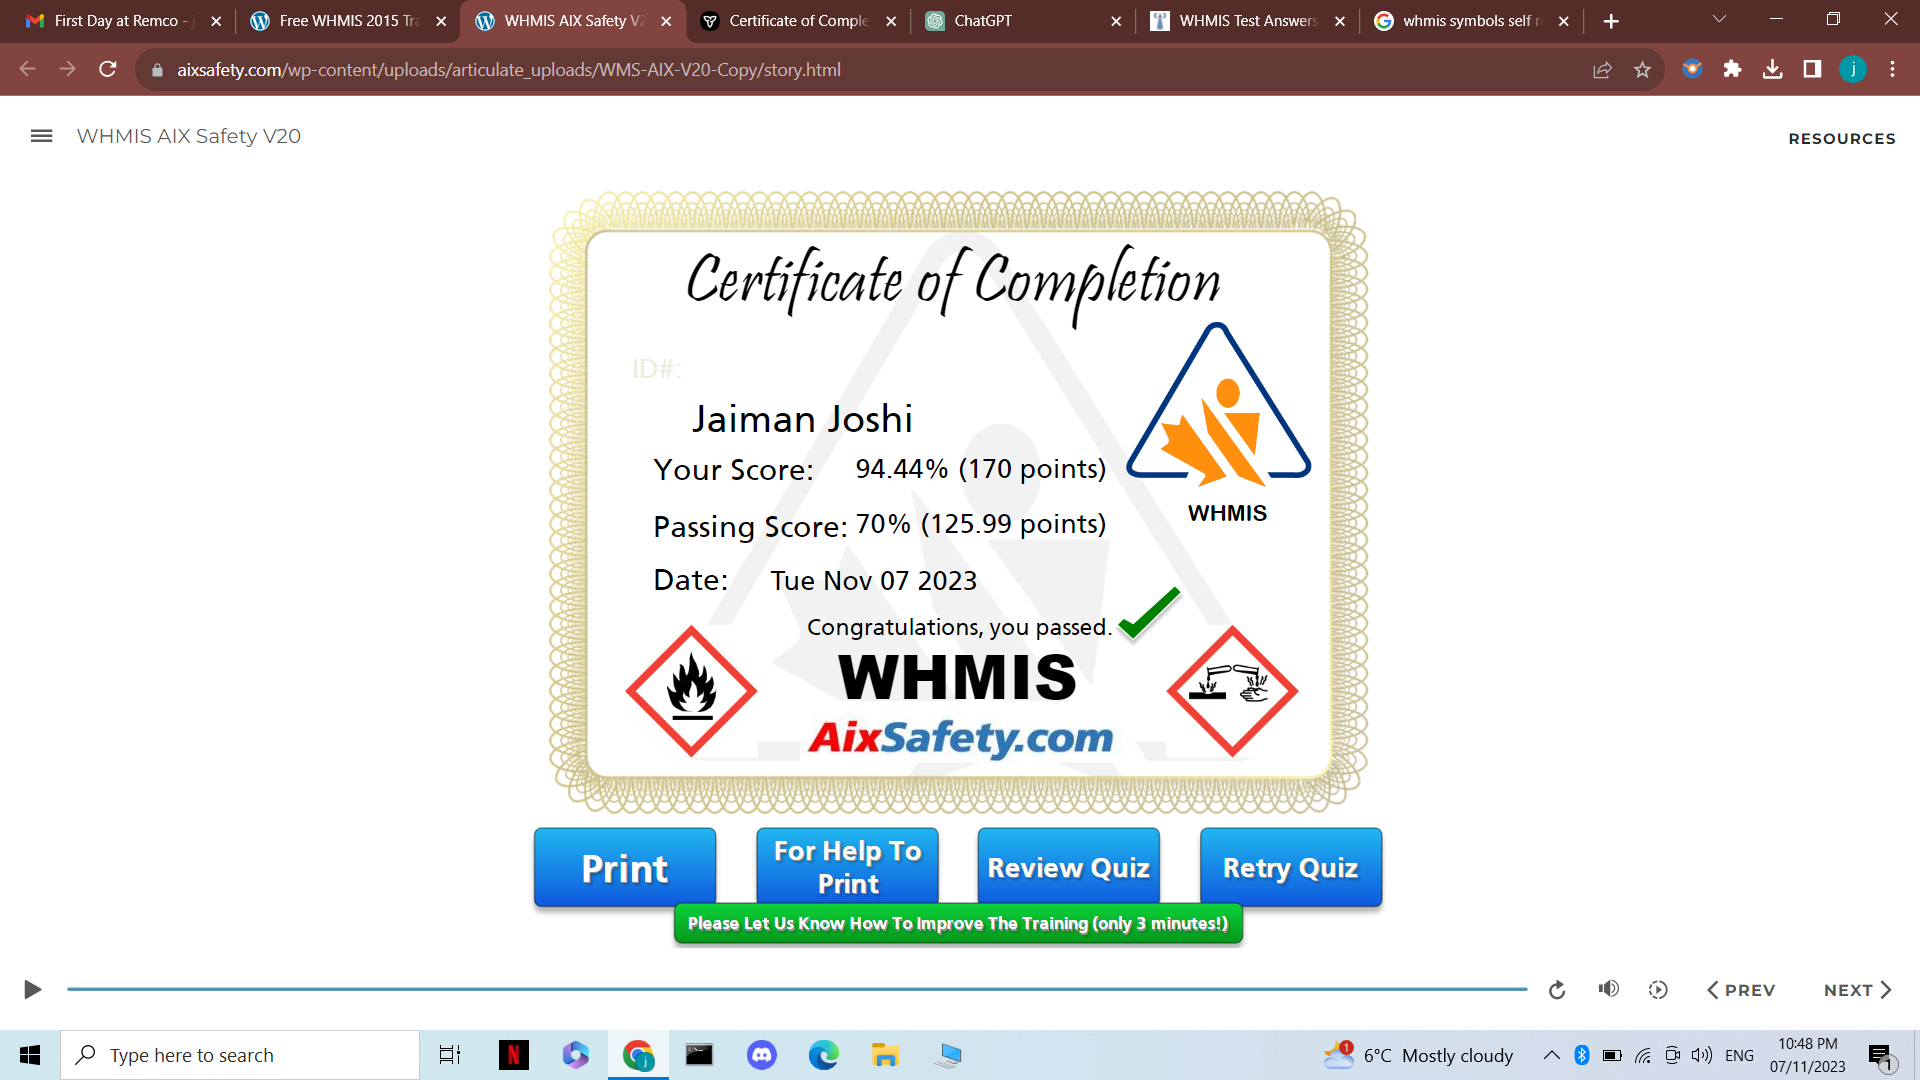 First Day at Remco - j
Free WHMIS 2015 Tra
WHMIS AIX Safety V2
Certificate of Comple
ChatGPT
WHMIS Test Answers
whmis symbols self r
aixsafety.com/wp-content/uploads/articulate_uploads/WMS-AIX-V20-Copy/story.html
j
WHMIS AIX Safety V20
RESOURCES
Certificate of Completion
ID#:
Jaiman Joshi
Your Score: 94.44% (170 points)
Passing Score: 70% (125.99 points)
WHMIS
Date: Tue Nov 07 2023
Congratulations, you passed.
WHMIS
AixSafety.com
Print
For Help To
Print
Review Quiz
Retry Quiz
Please Let Us Know How To Improve The Training (only 3 minutes!)
PREV
NEXT
Type here to search
N
j
1
6°C Mostly cloudy
ENG
10:48 PM
07/11/2023
1